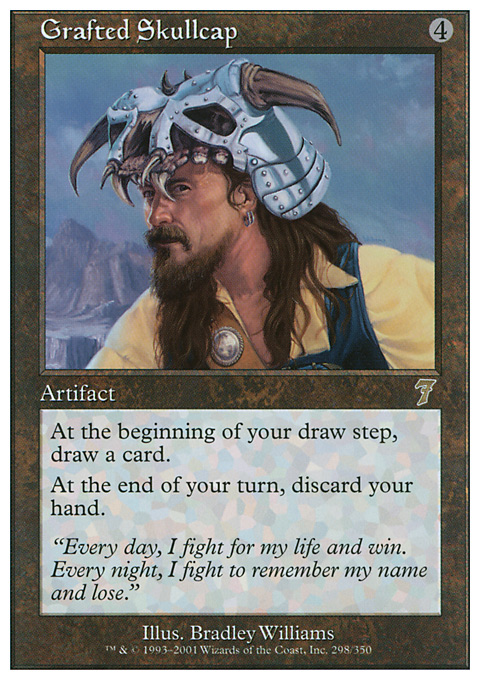 Grafted Skullcap 4
Artifact 7
At the beginning of your draw step,
draw a card.
At the end of your turn, discard your
hand.
“Every day, I fight for my life and win.
Every night, I fight to remember my name
and lose.”
Illus. Bradley Williams
™ & © 1993–2001 Wizards of the Coast, Inc. 298/350